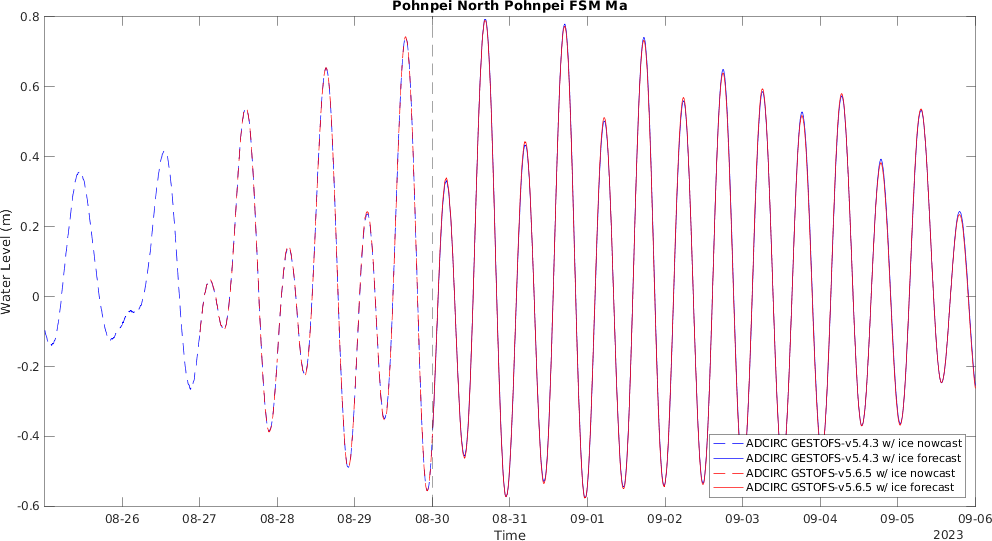 Pohnpei North Pohnpei FSM Ma
0.8
0.6
0.4
0.2
0
-0.2
-0.4
-0.6
Water Level (m)
ADCIRC GESTOFS-v5.4.3 w/ ice nowcast
ADCIRC GESTOFS-v5.4.3 w/ ice forecast
ADCIRC GSTOFS-v5.6.5 w/ ice nowcast
ADCIRC GSTOFS-v5.6.5 w/ ice forecast
08-26 08-27 08-28 08-29 08-30 08-31 09-01 09-02 09-03 09-04 09-05 09-06
Time
2023